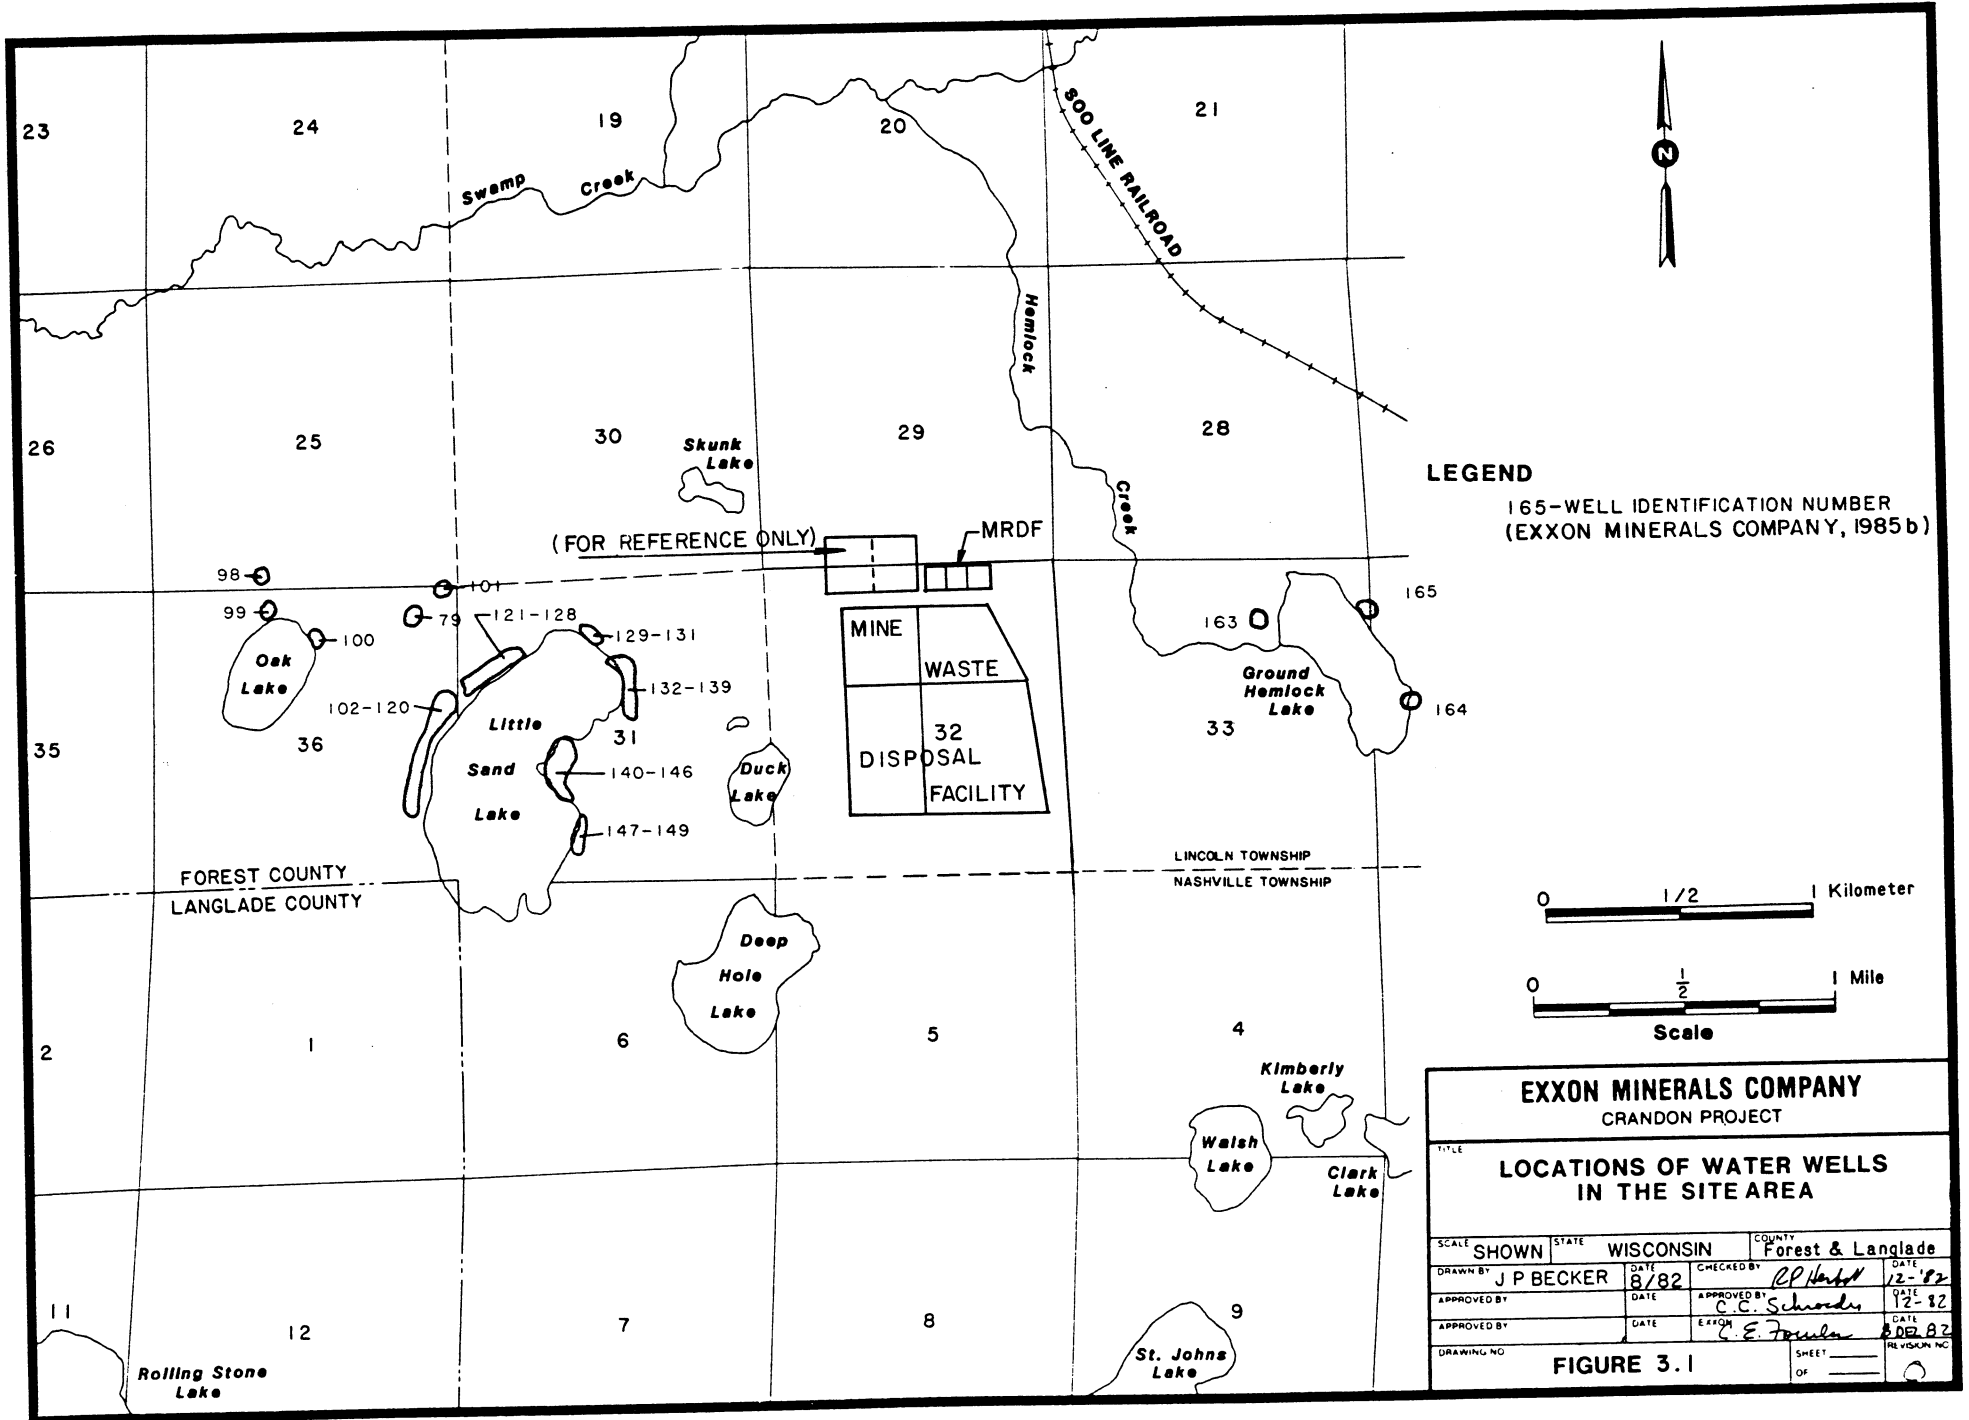 23
24
19
20
21
SOO LINE RAILROAD
N
Swamp Creek
Hemlock
26
25
30
29
28
Skunk
Lake
Creek
LEGEND
165-WELL IDENTIFICATION NUMBER
(EXXON MINERALS COMPANY, 1985b)
(FOR REFERENCE ONLY)
MRDF
98
101
99
79
121-128
100
129-131
MINE
163
165
Oak
Lake
WASTE
132-139
Ground
Hemlock
Lake
102-120
Little
164
35
36
31
32
33
Sand
140-146
Duck
Lake
DISPOSAL
Lake
FACILITY
147-149
LINCOLN TOWNSHIP
NASHVILLE TOWNSHIP
FOREST COUNTY
LANGLADE COUNTY
0 1/2 1 Kilometer
Deep
Hole
Lake
0 1/2 1 Mile
Scale
2
1
6
5
4
Kimberly
Lake
Walsh
Lake
Clark
Lake
11
12
7
8
9
Rolling Stone
Lake
St. Johns
Lake
EXXON MINERALS COMPANY
CRANDON PROJECT
TITLE
LOCATIONS OF WATER WELLS
IN THE SITE AREA
SCALE SHOWN STATE WISCONSIN COUNTY Forest & Langlade
DRAWN BY J P BECKER DATE 8/82 CHECKED BY DATE 12-'82
APPROVED BY DATE APPROVED BY C.C. Schroeder DATE 12-82
APPROVED BY DATE EXXON C. E. Fowler DATE 82
DRAWING NO FIGURE 3.1 SHEET OF REVISION NO 0